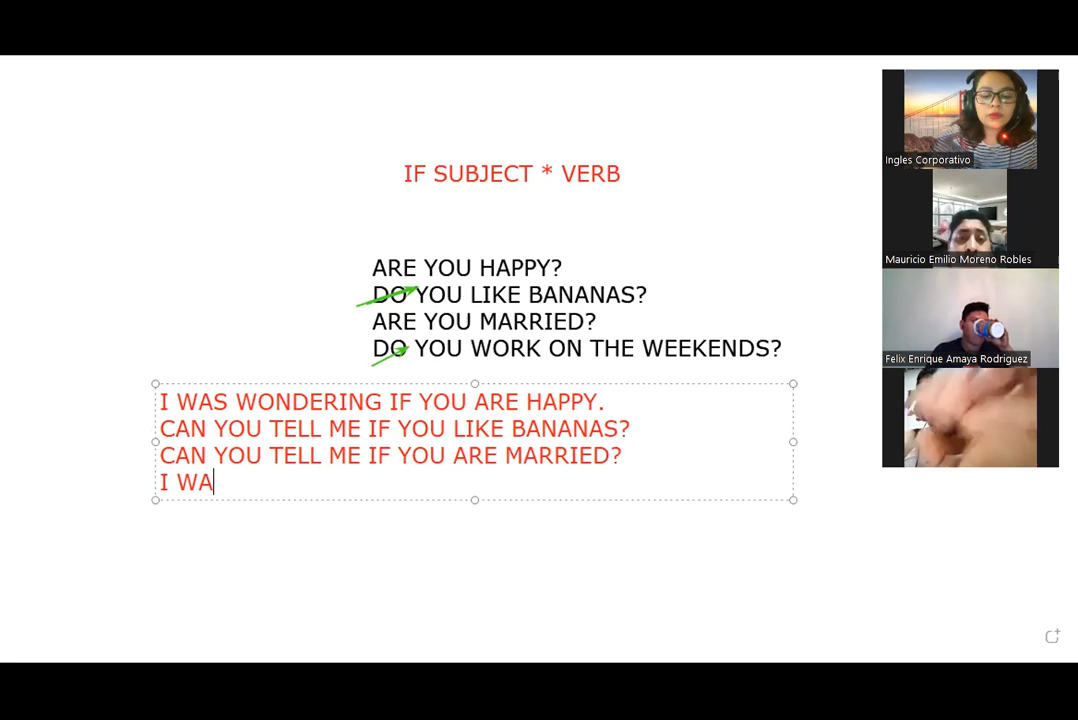 IF SUBJECT * VERB
ARE YOU HAPPY?
DO YOU LIKE BANANAS?
ARE YOU MARRIED?
DO YOU WORK ON THE WEEKENDS?
I WAS WONDERING IF YOU ARE HAPPY.
CAN YOU TELL ME IF YOU LIKE BANANAS?
CAN YOU TELL ME IF YOU ARE MARRIED?
I WA
Ingles Corporativo
Mauricio Emilio Moreno Robles
Felix Enrique Amaya Rodriguez